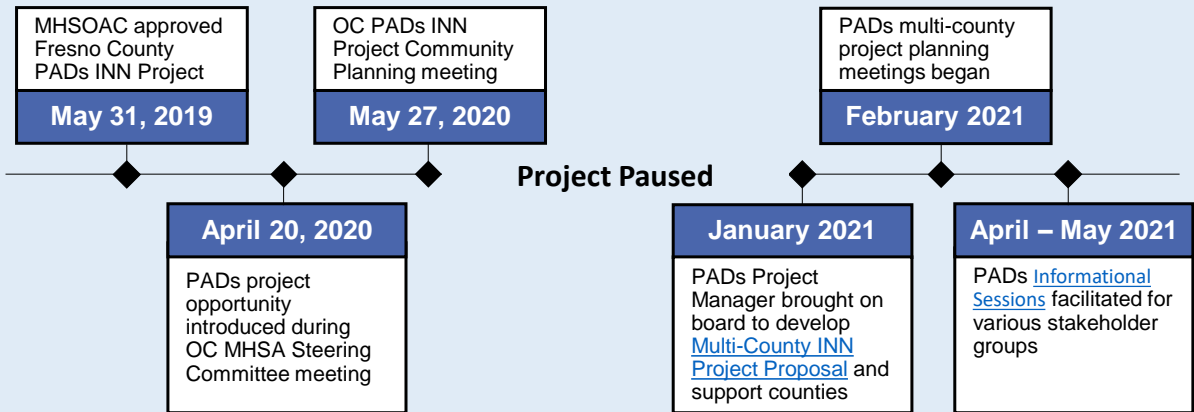 MHSOAC approved
Fresno County
PADs INN Project
May 31, 2019
April 20, 2020
PADs project
opportunity
introduced during
OC MHSA Steering
Committee meeting
OC PADs INN
Project Community
Planning meeting
May 27, 2020
Project Paused
January 2021
PADs Project
Manager brought on
board to develop
Multi-County INN
Project Proposal and
support counties
PADs multi-county
project planning
meetings began
February 2021
April – May 2021
PADs Informational
Sessions facilitated for
various stakeholder
groups